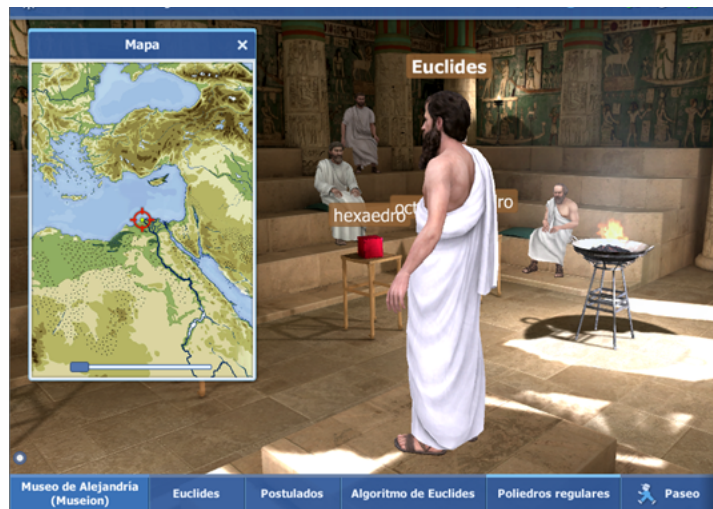 Mapa
Euclides
hexaedro
Museo de Alejandría
(Museion)
Euclides
Postulados
Algoritmo de Euclides
Poliedros regulares
Paseo